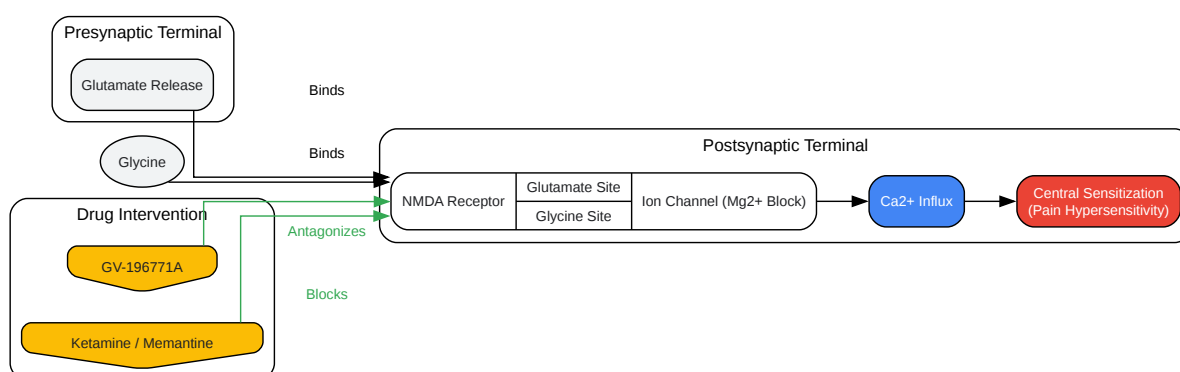 Presynaptic Terminal
Glutamate Release
Binds
Glycine
Binds
Postsynaptic Terminal
NMDA Receptor
Glutamate Site
Glycine Site
Ion Channel (Mg2+ Block)
Ca2+ Influx
Central Sensitization
(Pain Hypersensitivity)
Drug Intervention
Antagonizes
GV-196771A
Blocks
Ketamine / Memantine